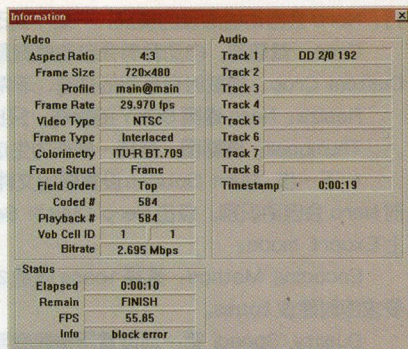 Information
Video
Aspect Ratio 4:3
Frame Size 720x480
Profile main@main
Frame Rate 29.970 fps
Video Type NTSC
Frame Type Interlaced
Colorimetry ITU-R BT.709
Frame Struct Frame
Field Order Top
Coded # 584
Playback # 584
Vob Cell ID 1 1
Bitrate 2.695 Mbps
Status
Elapsed 0:00:10
Remain FINISH
FPS 55.85
Info block error
Audio
Track 1 DD 2/0 192
Track 2
Track 3
Track 4
Track 5
Track 6
Track 7
Track 8
Timestamp 0:00:19